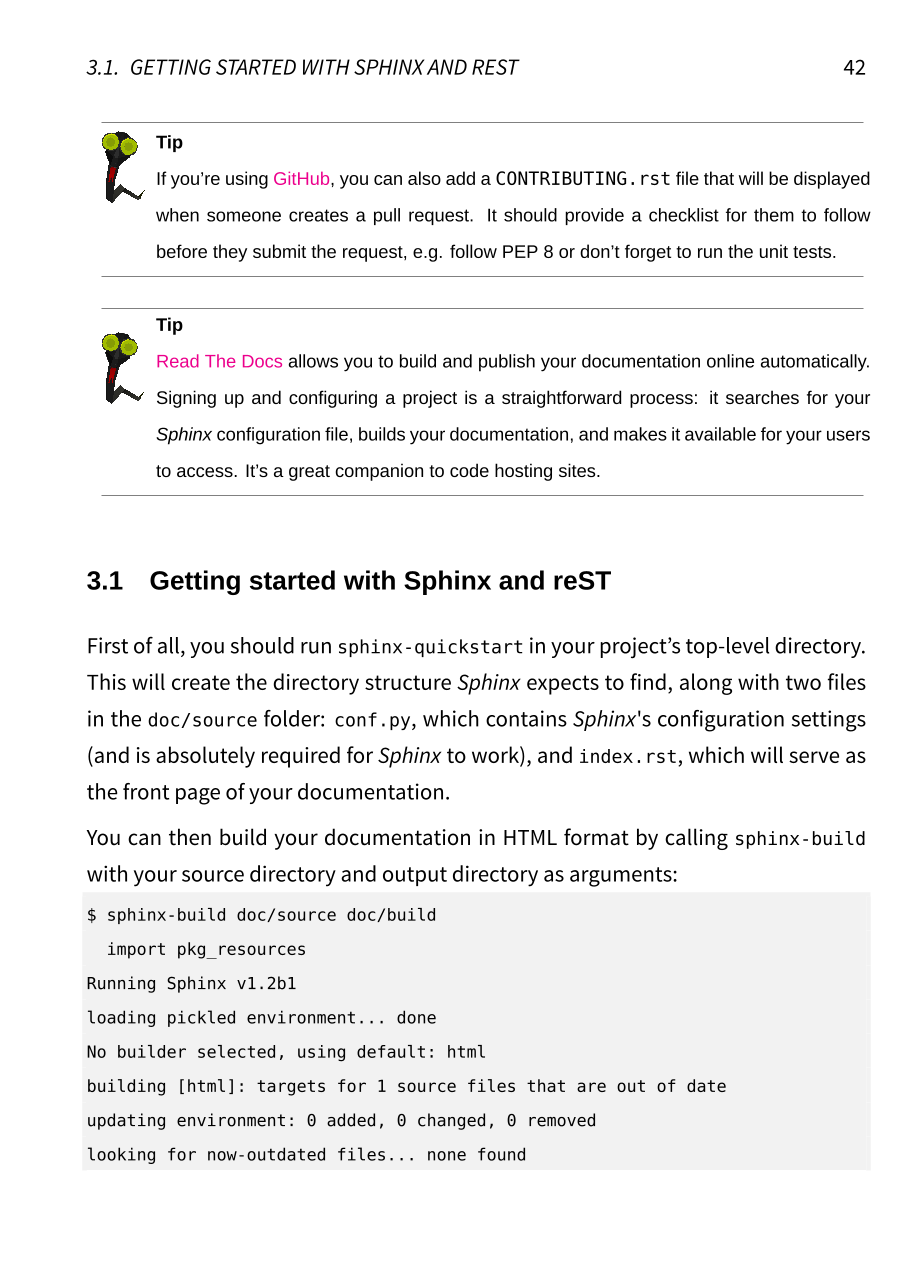 3.1. GETTING STARTED WITH SPHINX AND REST 42
Tip
If you’re using GitHub, you can also add a CONTRIBUTING.rst file that will be displayed
when someone creates a pull request. It should provide a checklist for them to follow
before they submit the request, e.g. follow PEP 8 or don’t forget to run the unit tests.
Tip
Read The Docs allows you to build and publish your documentation online automatically.
Signing up and configuring a project is a straightforward process: it searches for your
Sphinx configuration file, builds your documentation, and makes it available for your users
to access. It’s a great companion to code hosting sites.
3.1 Getting started with Sphinx and reST
First of all, you should run sphinx-quickstart in your project’s top-level directory.
This will create the directory structure Sphinx expects to find, along with two files
in the doc/source folder: conf.py, which contains Sphinx's configuration settings
(and is absolutely required for Sphinx to work), and index.rst, which will serve as
the front page of your documentation.
You can then build your documentation in HTML format by calling sphinx-build
with your source directory and output directory as arguments:
$ sphinx-build doc/source doc/build
  import pkg_resources
Running Sphinx v1.2b1
loading pickled environment... done
No builder selected, using default: html
building [html]: targets for 1 source files that are out of date
updating environment: 0 added, 0 changed, 0 removed
looking for now-outdated files... none found